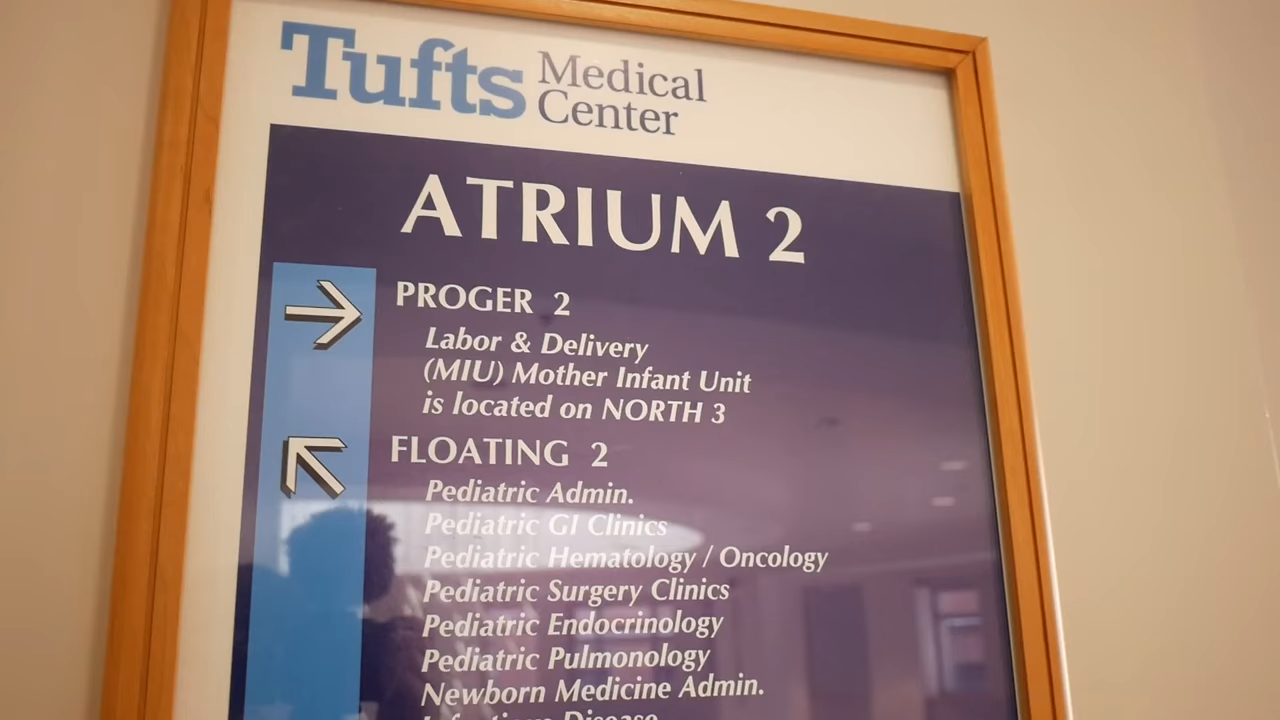 Tufts Medical Center
ATRIUM 2
PROGER 2
Labor & Delivery
(MIU) Mother Infant Unit
is located on NORTH 3
FLOATING 2
Pediatric Admin.
Pediatric GI Clinics
Pediatric Hematology / Oncology
Pediatric Surgery Clinics
Pediatric Endocrinology
Pediatric Pulmonology
Newborn Medicine Admin.
Infectious Disease